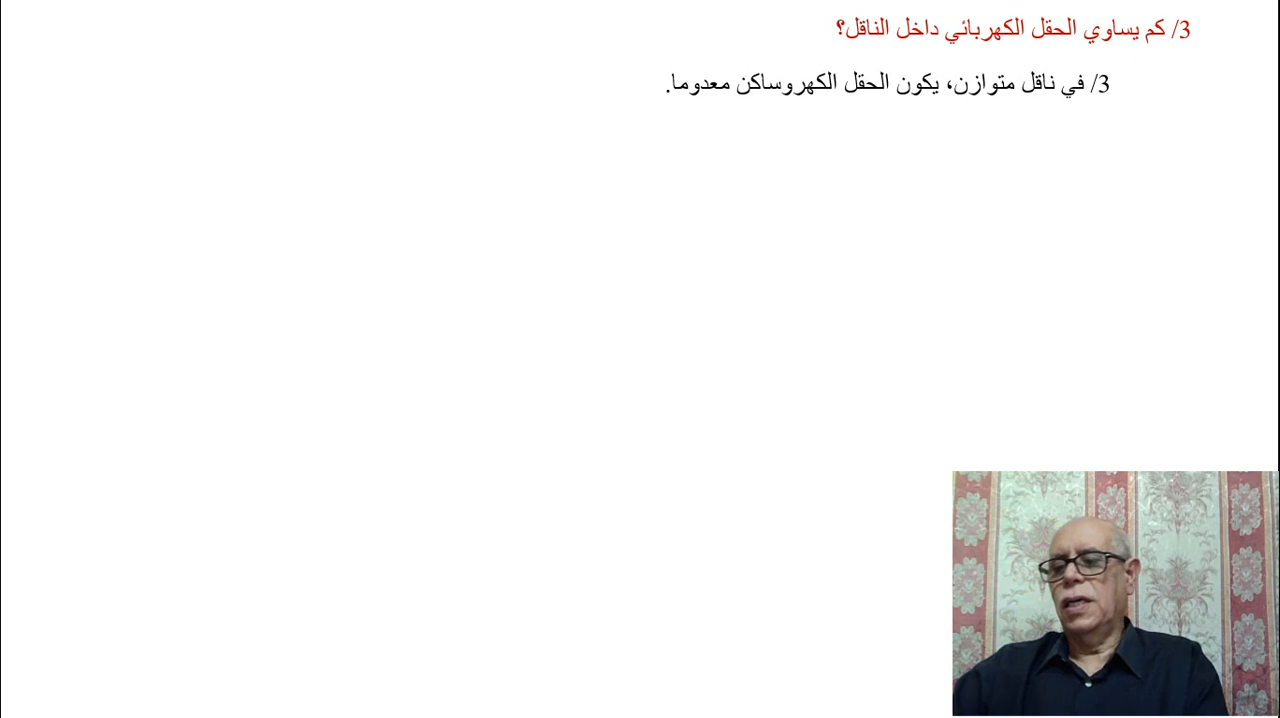 3/ كم يساوي الحقل الكهربائي داخل الناقل؟
3/ في ناقل متوازن، يكون الحقل الكهروساكن معدوما.